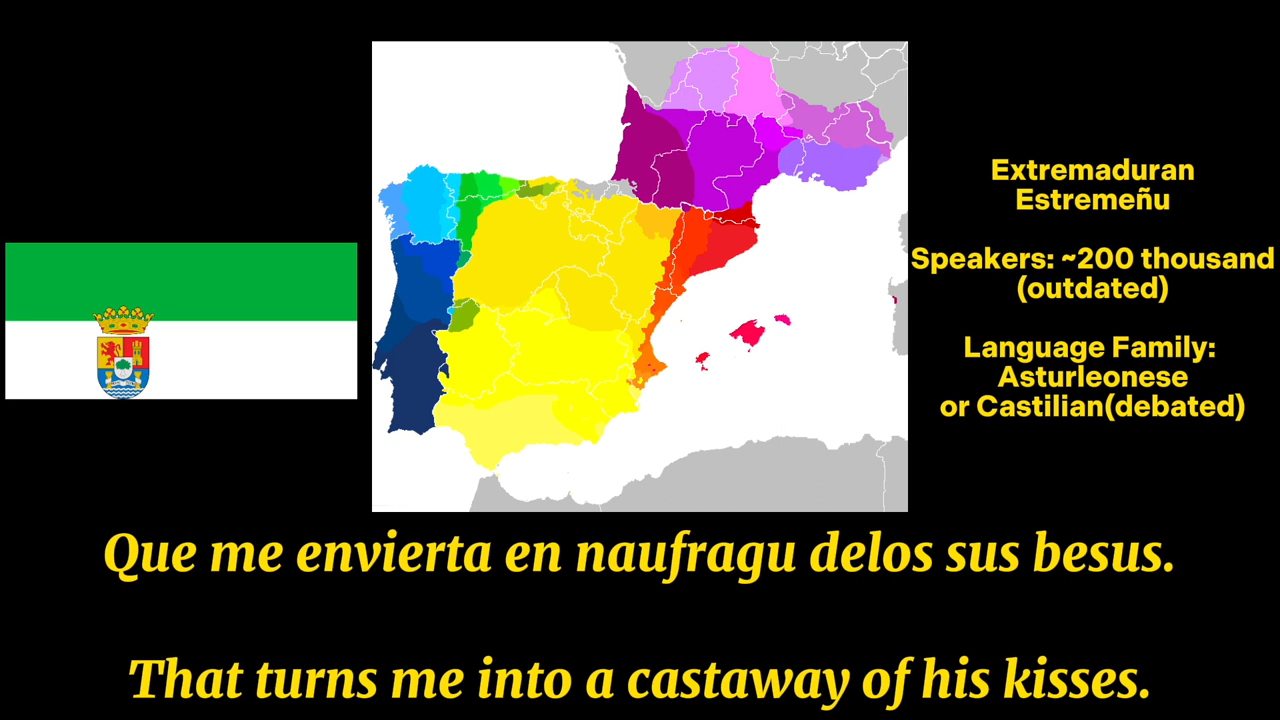 Extremaduran
Estremeñu
Speakers: ~200 thousand
(outdated)
Language Family:
Asturleonese
or Castilian(debated)
Que me envierta en naufragu delos sus besus.
That turns me into a castaway of his kisses.